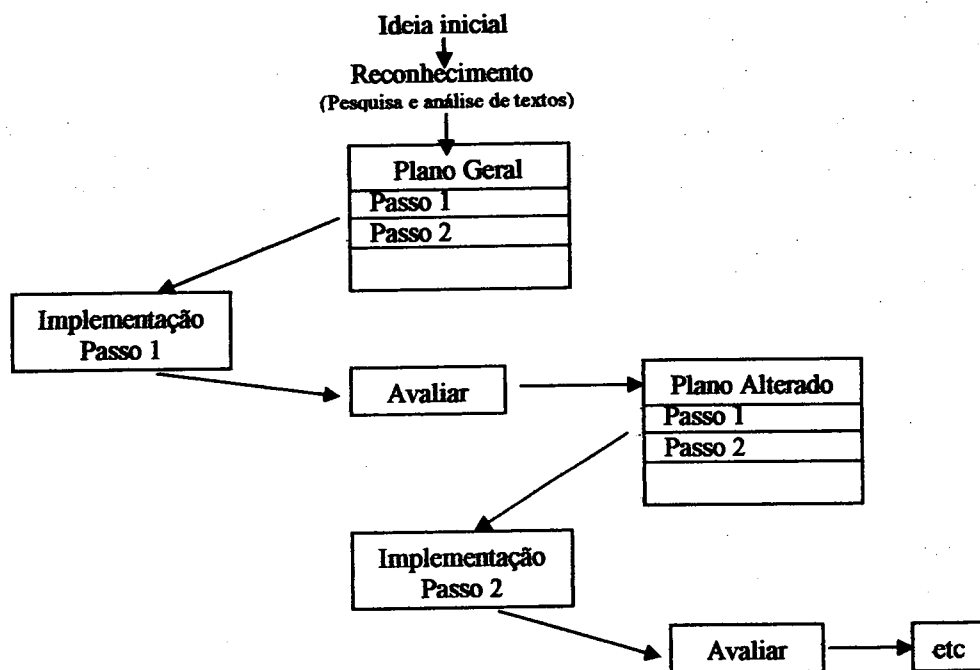 Ideia inicial
Reconhecimento
(Pesquisa e análise de textos)
Plano Geral
Passo 1
Passo 2
Implementação
Passo 1
Avaliar
Plano Alterado
Passo 1
Passo 2
Implementação
Passo 2
Avaliar
etc